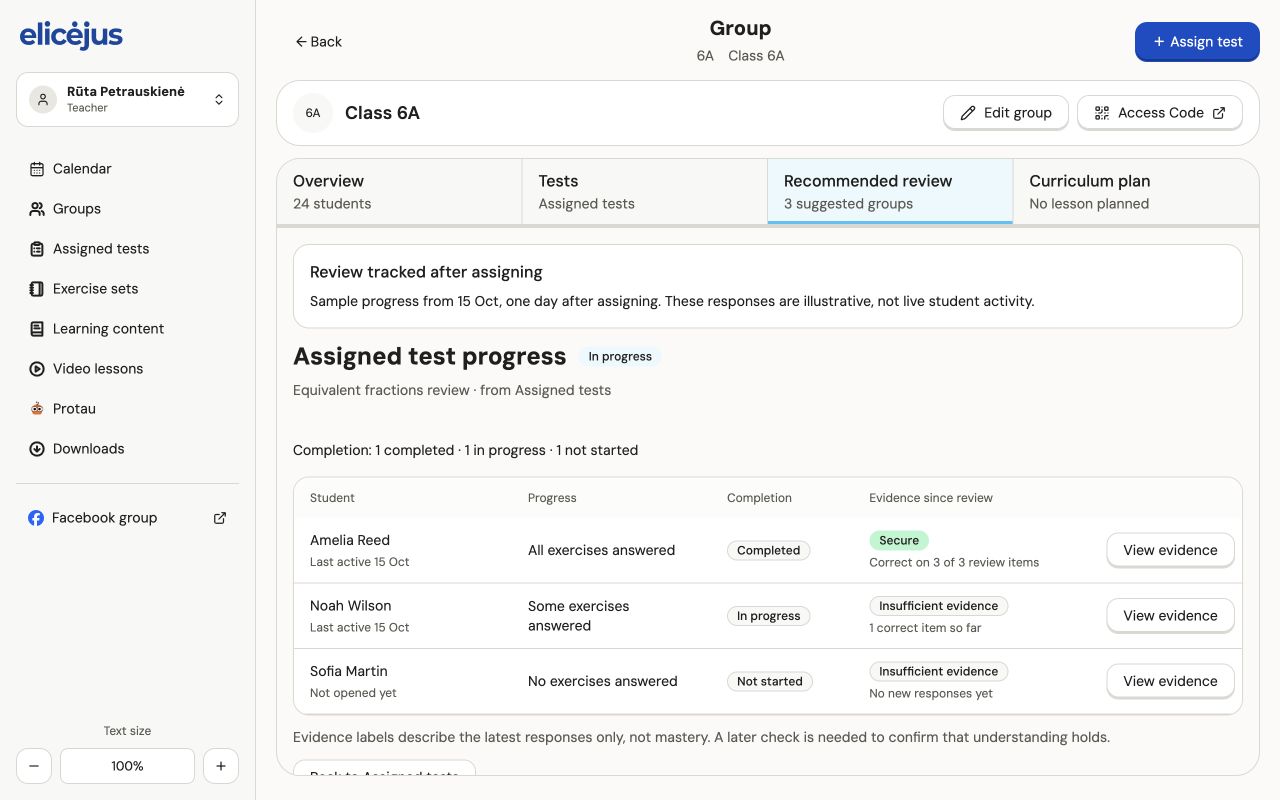 elicėjus
Rūta Petrauskienė
Teacher
Calendar
Groups
Assigned tests
Exercise sets
Learning content
Video lessons
Protau
Downloads
Facebook group
Text size
− 100% +
← Back
Group
6A Class 6A
+ Assign test
6A Class 6A
Edit group
Access Code
Overview
24 students
Tests
Assigned tests
Recommended review
3 suggested groups
Curriculum plan
No lesson planned
Review tracked after assigning
Sample progress from 15 Oct, one day after assigning. These responses are illustrative, not live student activity.
Assigned test progress In progress
Equivalent fractions review · from Assigned tests
Completion: 1 completed · 1 in progress · 1 not started
Student Progress Completion Evidence since review
Amelia Reed
Last active 15 Oct
All exercises answered
Completed
Secure
Correct on 3 of 3 review items
View evidence
Noah Wilson
Last active 15 Oct
Some exercises
answered
In progress
Insufficient evidence
1 correct item so far
View evidence
Sofia Martin
Not opened yet
No exercises answered
Not started
Insufficient evidence
No new responses yet
View evidence
Evidence labels describe the latest responses only, not mastery. A later check is needed to confirm that understanding holds.
Back to Assigned tests